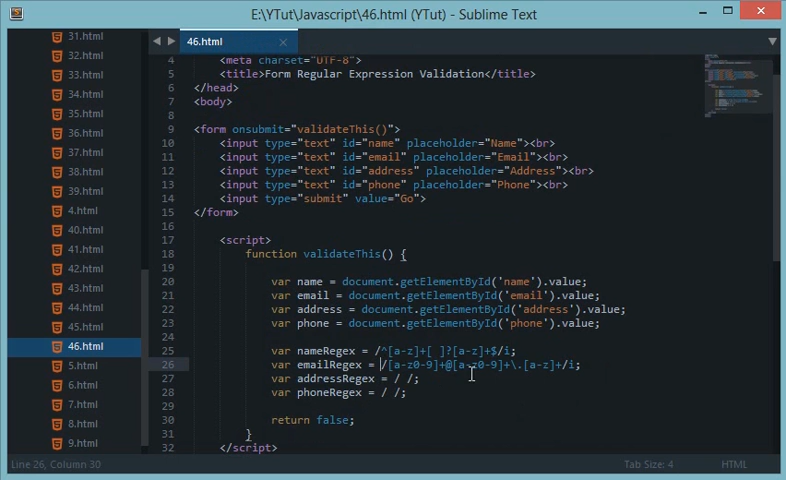 E:\YTut\Javascript\46.html (YTut) - Sublime Text
31.html
32.html
33.html
34.html
35.html
36.html
37.html
38.html
39.html
4.html
40.html
41.html
42.html
43.html
44.html
45.html
46.html
5.html
6.html
7.html
8.html
9.html
46.html
4 <meta charset="UTF-8">
5 <title>Form Regular Expression Validation</title>
6 </head>
7 <body>
8
9 <form onsubmit="validateThis()">
10 <input type="text" id="name" placeholder="Name"><br>
11 <input type="text" id="email" placeholder="Email"><br>
12 <input type="text" id="address" placeholder="Address"><br>
13 <input type="text" id="phone" placeholder="Phone"><br>
14 <input type="submit" value="Go">
15 </form>
16
17 <script>
18 function validateThis() {
19
20 var name = document.getElementById('name').value;
21 var email = document.getElementById('email').value;
22 var address = document.getElementById('address').value;
23 var phone = document.getElementById('phone').value;
24
25 var nameRegex = /^[a-z]+[ ]?[a-z]+$/i;
26 var emailRegex = /[a-z0-9]+@[a-z0-9]+\.[a-z]+/i;
27 var addressRegex = / /;
28 var phoneRegex = / /;
29
30 return false;
31 }
32 </script>
Line 26, Column 30
Tab Size: 4
HTML